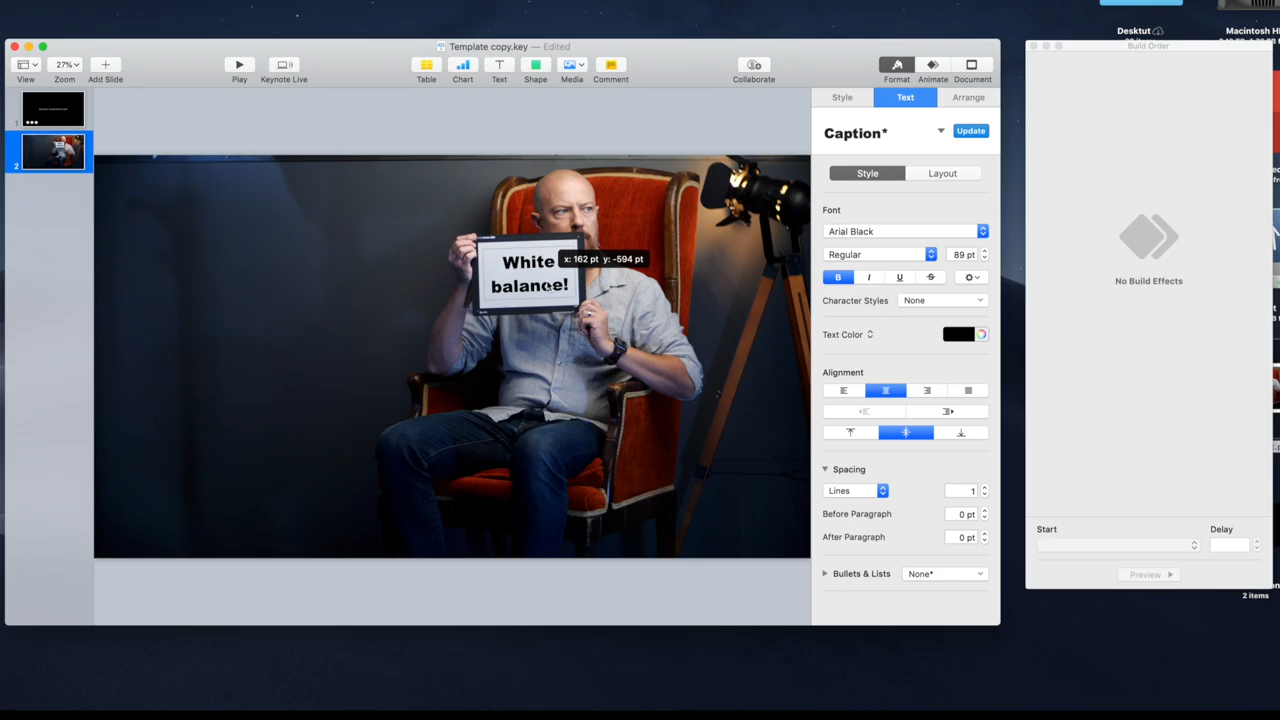 Desktut
Macintosh H
Template copy.key — Edited
Build Order
27%
View
Zoom
Add Slide
Play
Keynote Live
Table
Chart
Text
Shape
Media
Comment
Collaborate
Format
Animate
Document
Style
Text
Arrange
1
2
Caption*
Update
Style
Layout
Font
Arial Black
Regular
89 pt
B
I
U
S
Character Styles
None
Text Color
Alignment
Spacing
Lines
1
Before Paragraph
0 pt
After Paragraph
0 pt
Bullets & Lists
None*
White
balance!
x: 162 pt y: -594 pt
No Build Effects
Start
Delay
Preview
2 items